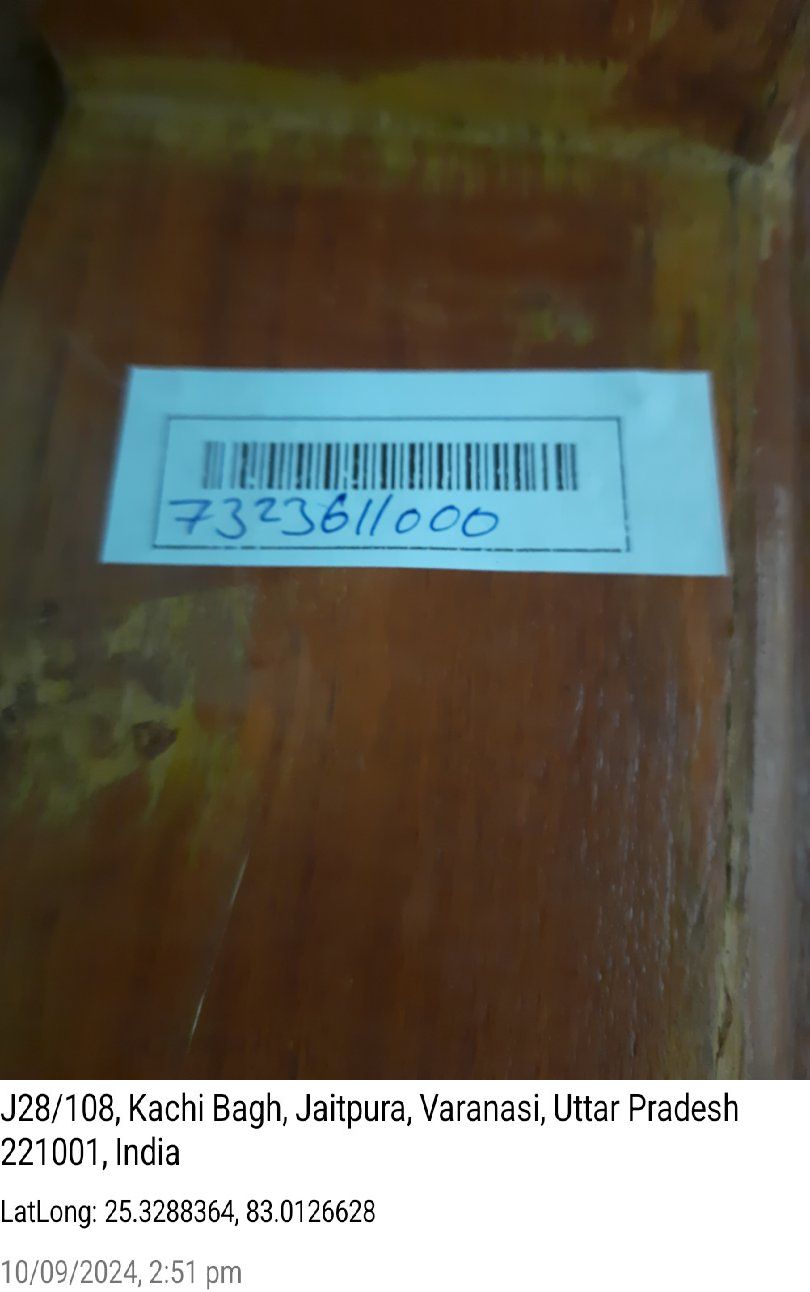 7323611000
J28/108, Kachi Bagh, Jaitpura, Varanasi, Uttar Pradesh
221001, India
LatLong: 25.3288364, 83.0126628
10/09/2024, 2:51 pm